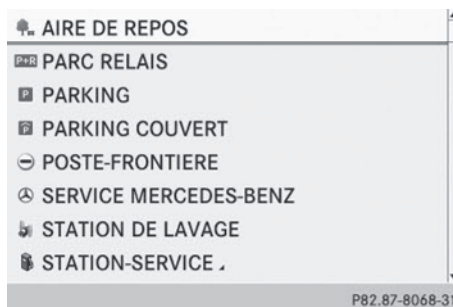 AIRE DE REPOS
P+R PARC RELAIS
P PARKING
P PARKING COUVERT
POSTE-FRONTIERE
SERVICE MERCEDES-BENZ
STATION DE LAVAGE
STATION-SERVICE
P82.87-8068-31